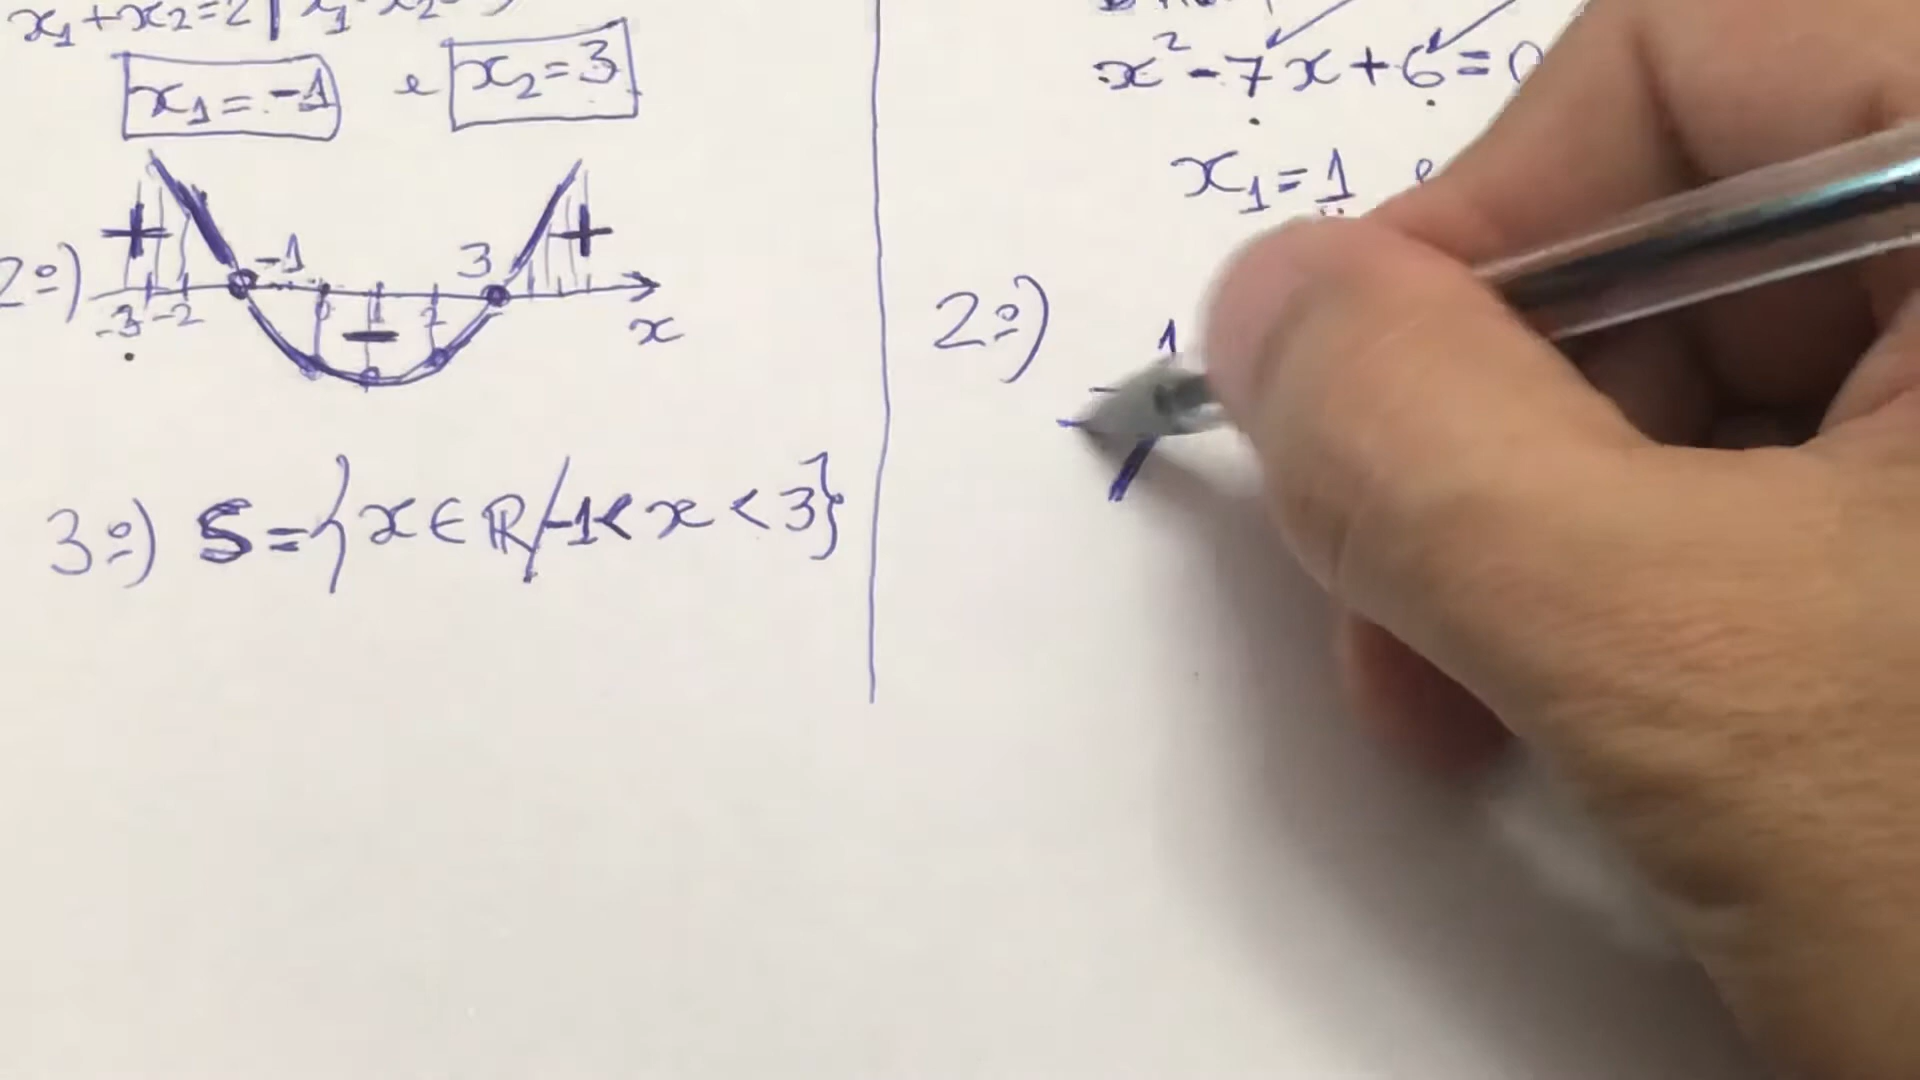 x₁+x₂=2
x₁=-1 e x₂=3
2º) + -1 3 +
-3 -2 0 1 2 x
-
3º) S={x∈ℝ/-1<x<3}
x²-7x+6=0
x₁=1 e
2º) 1